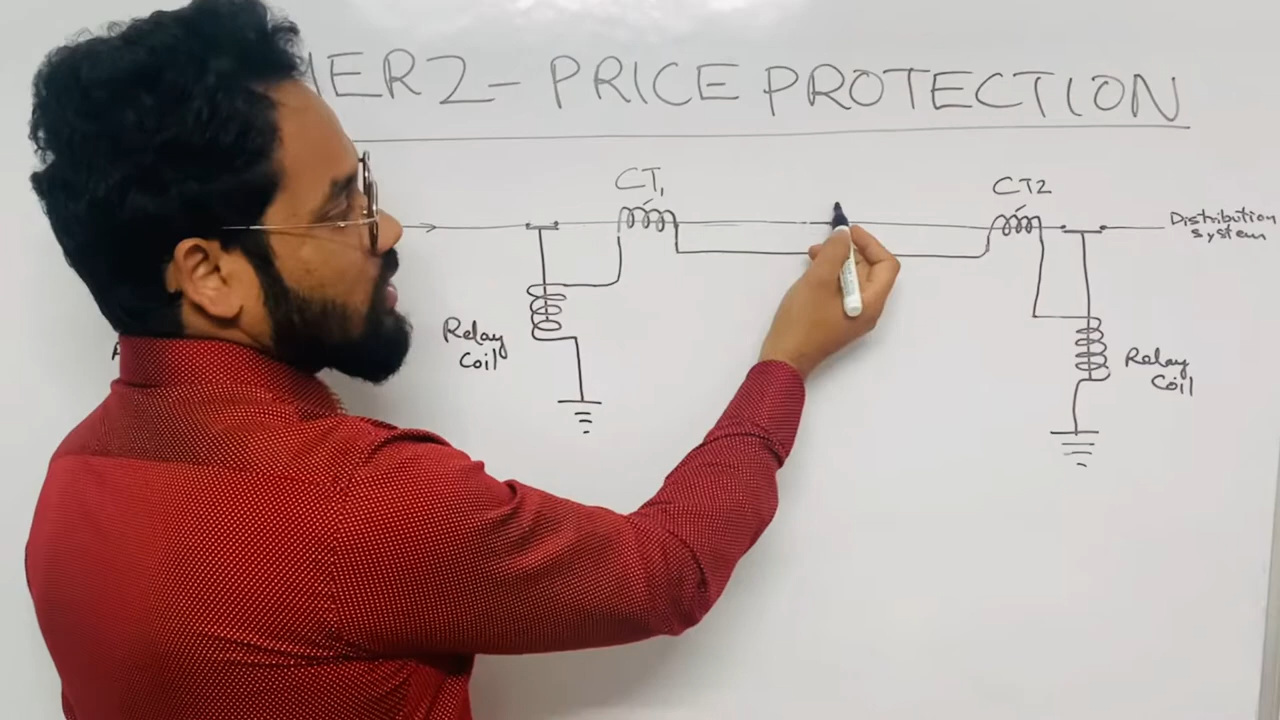 MERZ - PRICE PROTECTION
CT1
CT2
Distribution
system
Relay
Coil
Relay
Coil